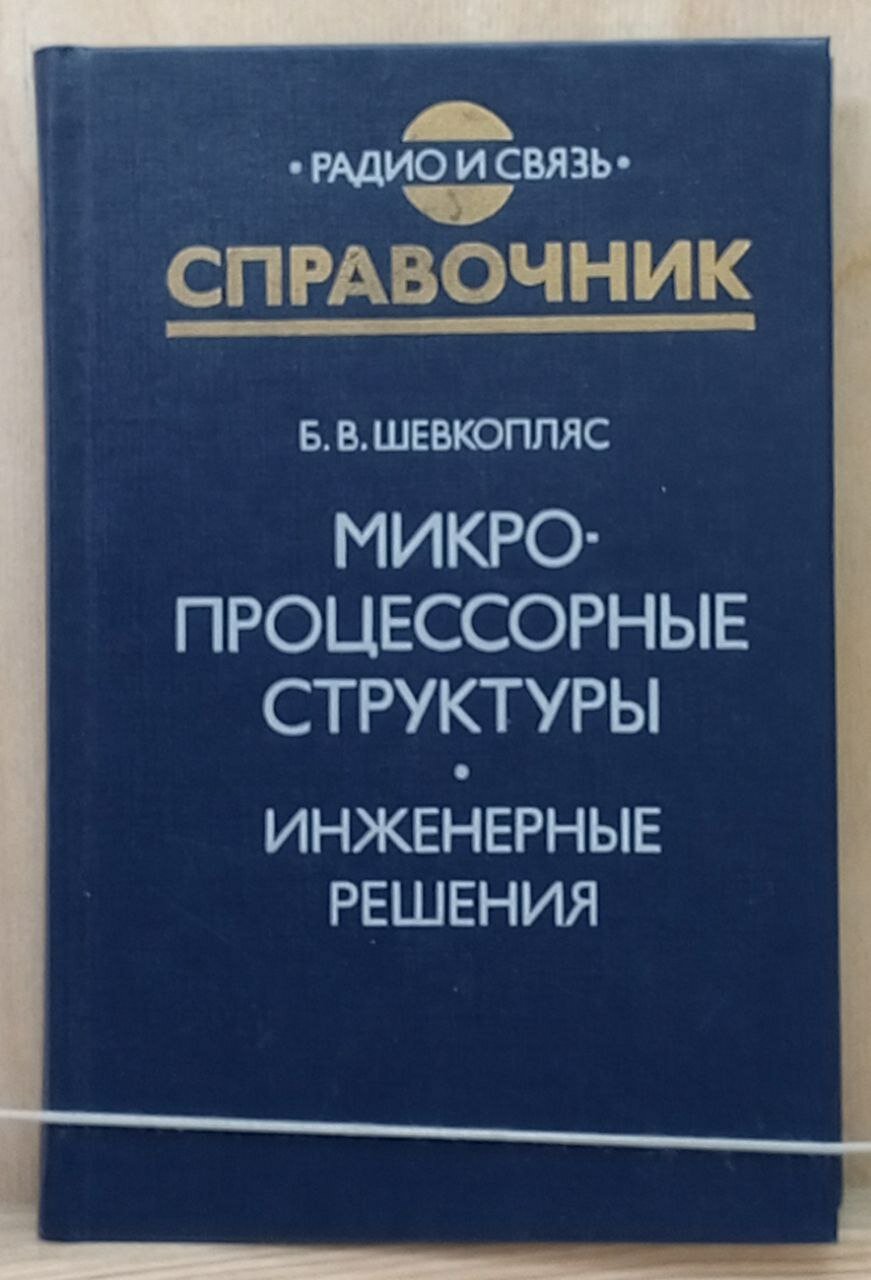 • РАДИО И СВЯЗЬ •
СПРАВОЧНИК
Б. В. ШЕВКОПЛЯС
МИКРО-
ПРОЦЕССОРНЫЕ
СТРУКТУРЫ
•
ИНЖЕНЕРНЫЕ
РЕШЕНИЯ